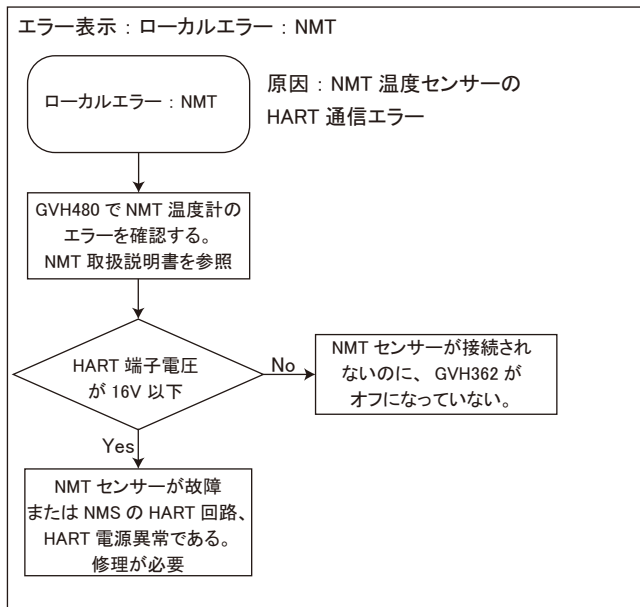 エラー表示：ローカルエラー：NMT
ローカルエラー：NMT
原因：NMT 温度センサーの
HART 通信エラー
GVH480 で NMT 温度計の
エラーを確認する。
NMT 取扱説明書を参照
HART 端子電圧
が 16V 以下
No
NMT センサーが接続され
ないのに、 GVH362 が
オフになっていない。
Yes
NMT センサーが故障
または NMS の HART 回路、
HART 電源異常である。
修理が必要